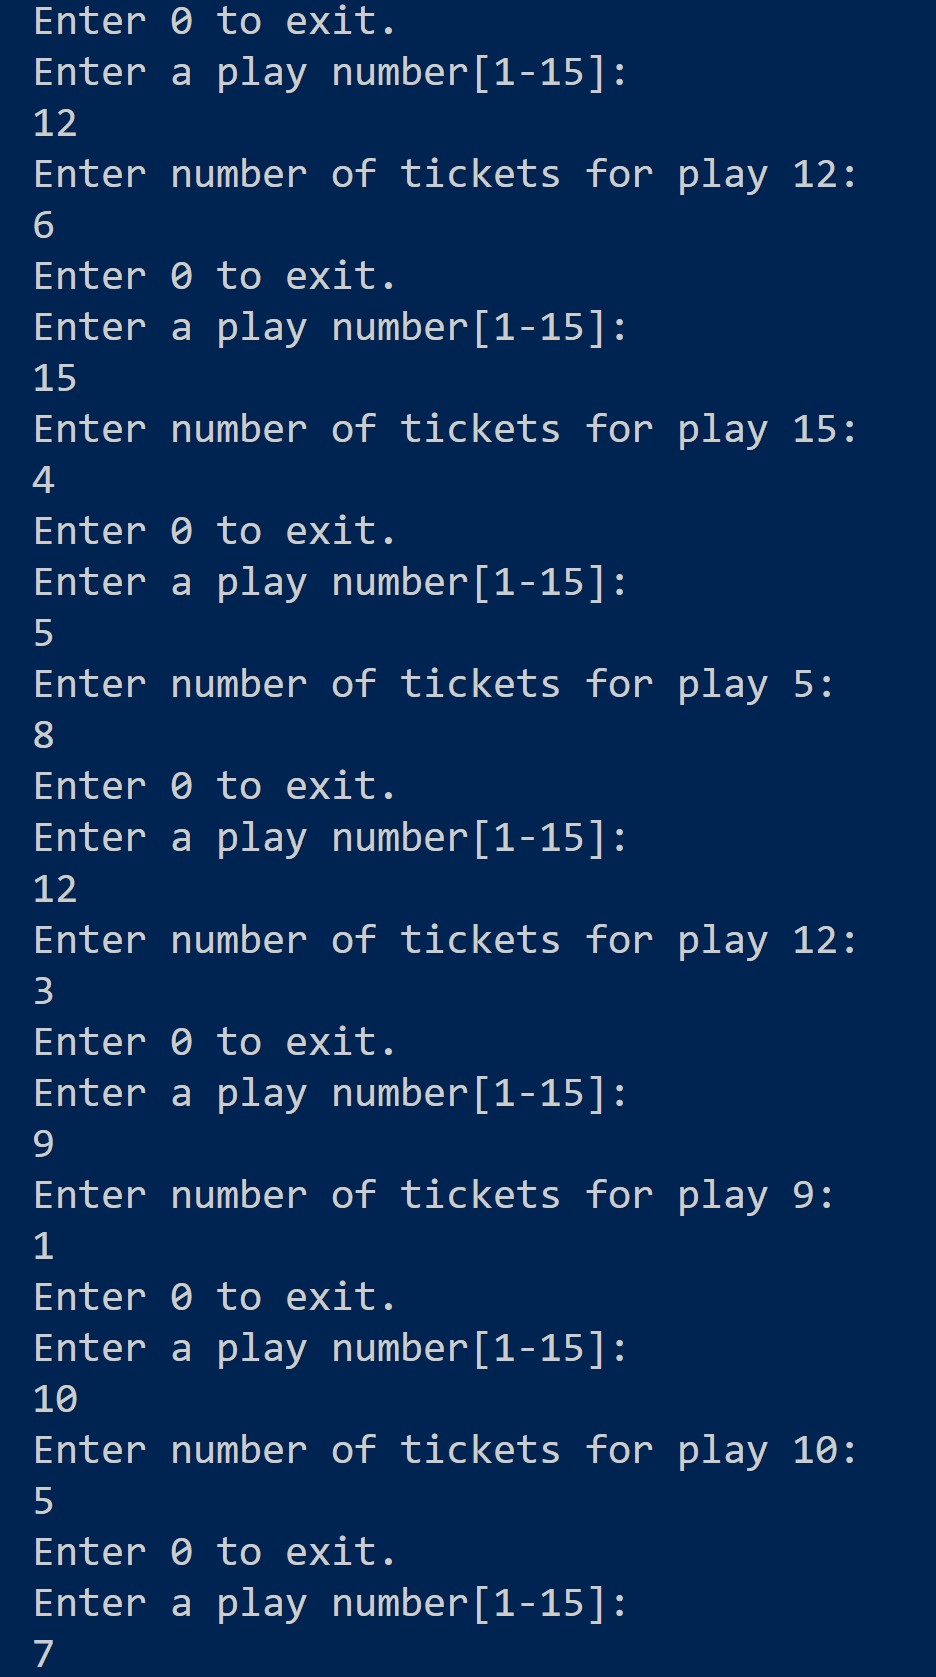 Enter 0 to exit.
Enter a play number[1-15]:
12
Enter number of tickets for play 12:
6
Enter 0 to exit.
Enter a play number[1-15]:
15
Enter number of tickets for play 15:
4
Enter 0 to exit.
Enter a play number[1-15]:
5
Enter number of tickets for play 5:
8
Enter 0 to exit.
Enter a play number[1-15]:
12
Enter number of tickets for play 12:
3
Enter 0 to exit.
Enter a play number[1-15]:
9
Enter number of tickets for play 9:
1
Enter 0 to exit.
Enter a play number[1-15]:
10
Enter number of tickets for play 10:
5
Enter 0 to exit.
Enter a play number[1-15]:
7